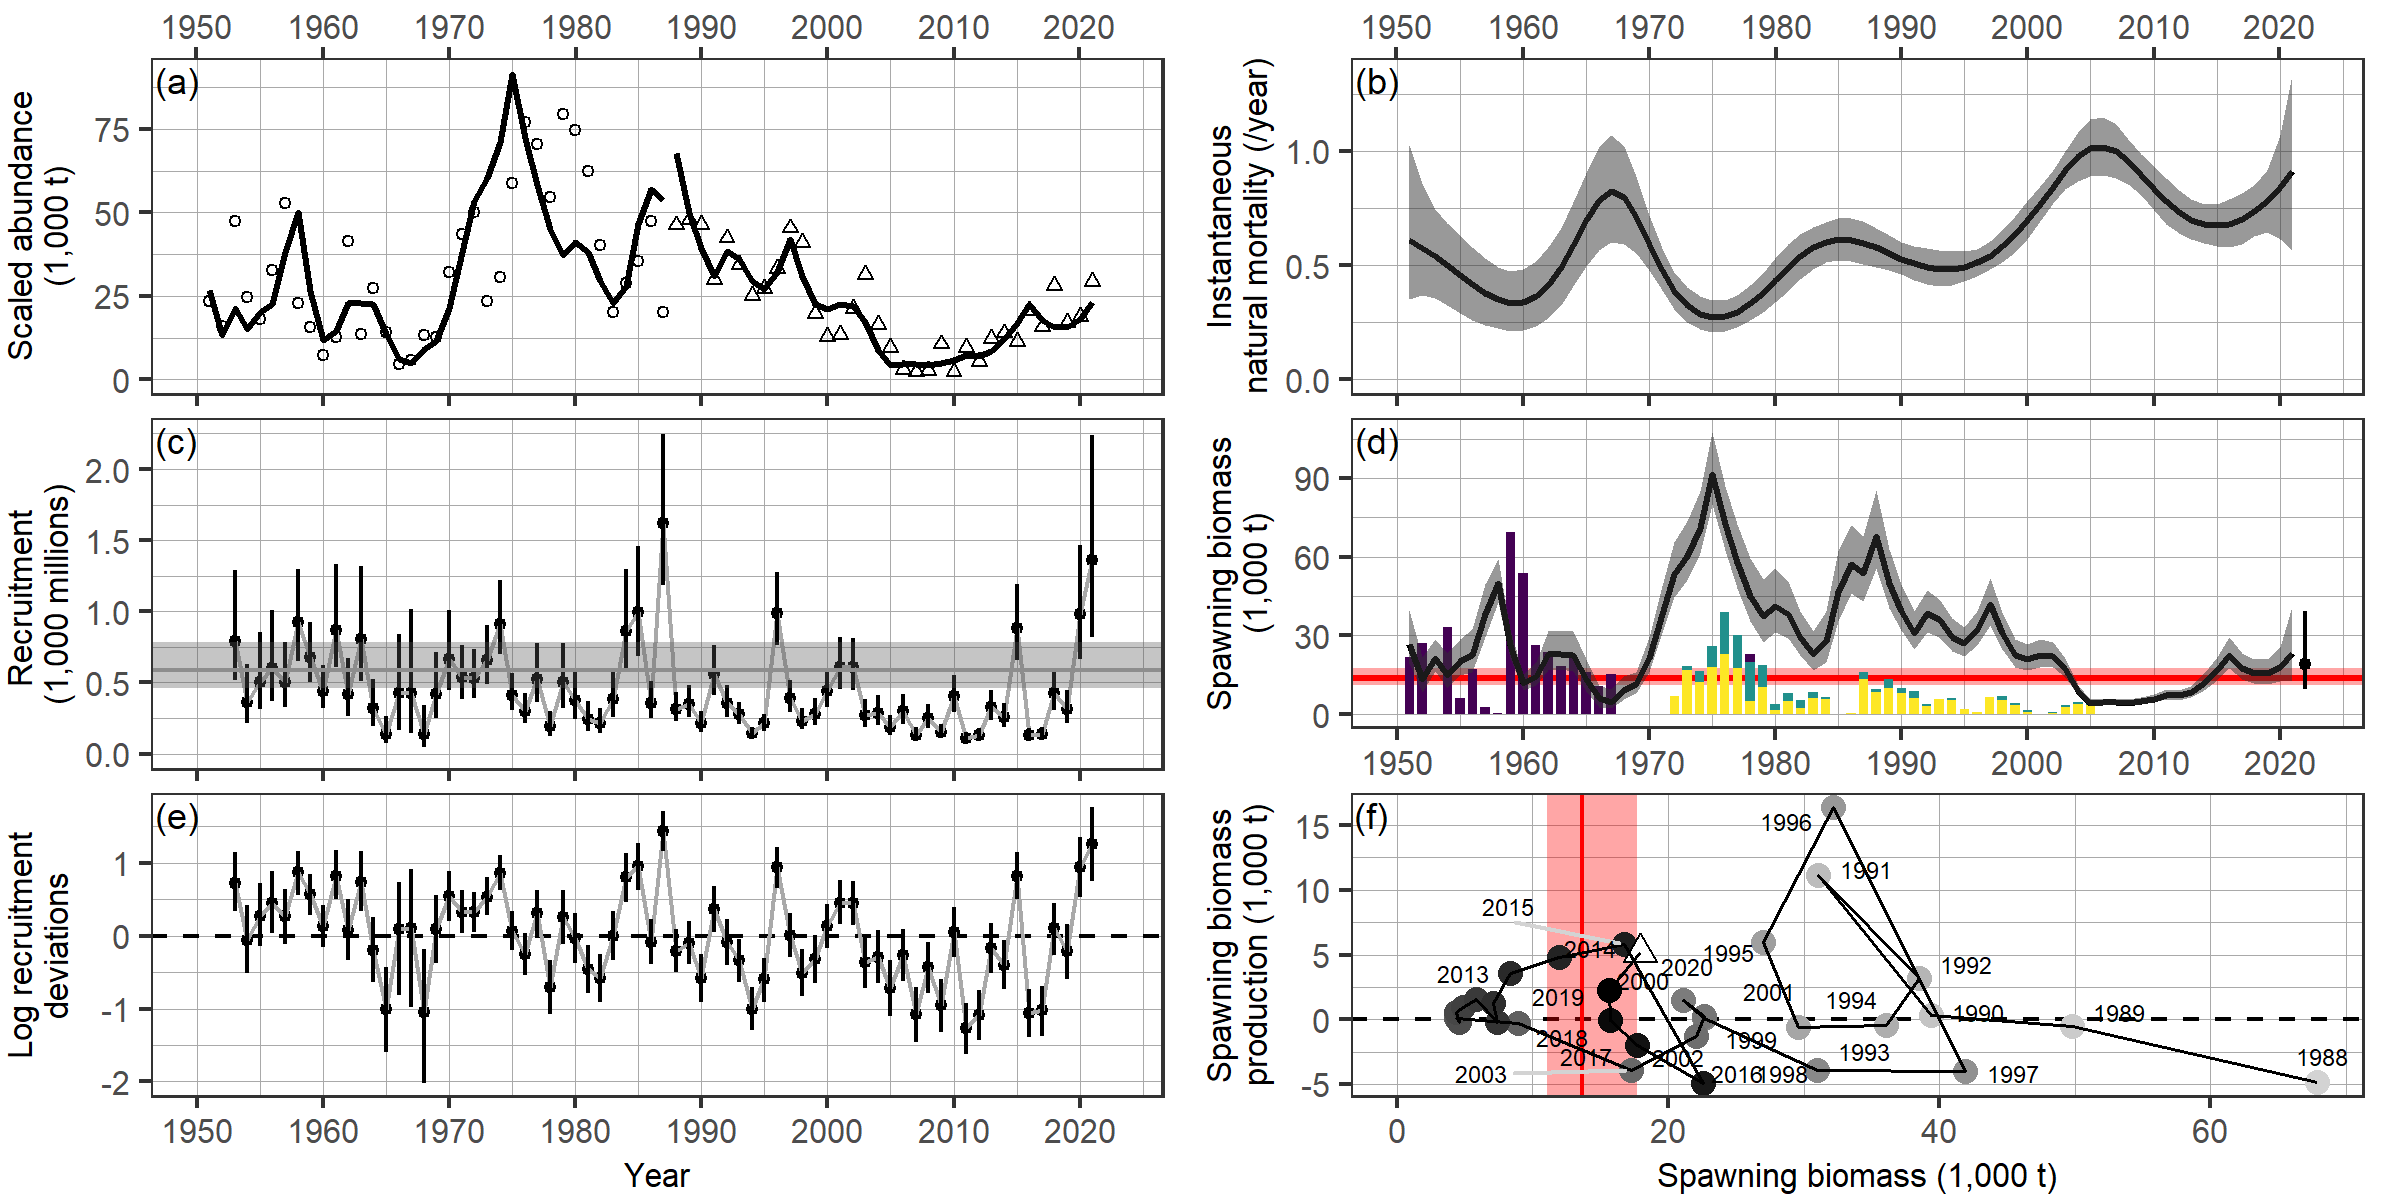 1950 1960 1970 1980 1990 2000 2010 2020
(a)
Scaled abundance
(1,000 t)
75
50
25
0
1950 1960 1970 1980 1990 2000 2010 2020
(b)
Instantaneous
natural mortality (/year)
1.0
0.5
0.0
(c)
Recruitment
(1,000 millions)
2.0
1.5
1.0
0.5
0.0
(d)
Spawning biomass
(1,000 t)
90
60
30
0
1950 1960 1970 1980 1990 2000 2010 2020
(e)
Log recruitment
deviations
1
0
-1
-2
1950 1960 1970 1980 1990 2000 2010 2020
Year
(f)
Spawning biomass
production (1,000 t)
15
10
5
0
-5
1996
1991
2015
2014
1995
2020
1992
2013
2000
2019
2001
1994
1990
1989
2018
1999
2017
2002
1993
1988
2003
2016
1998
1997
0 20 40 60
Spawning biomass (1,000 t)